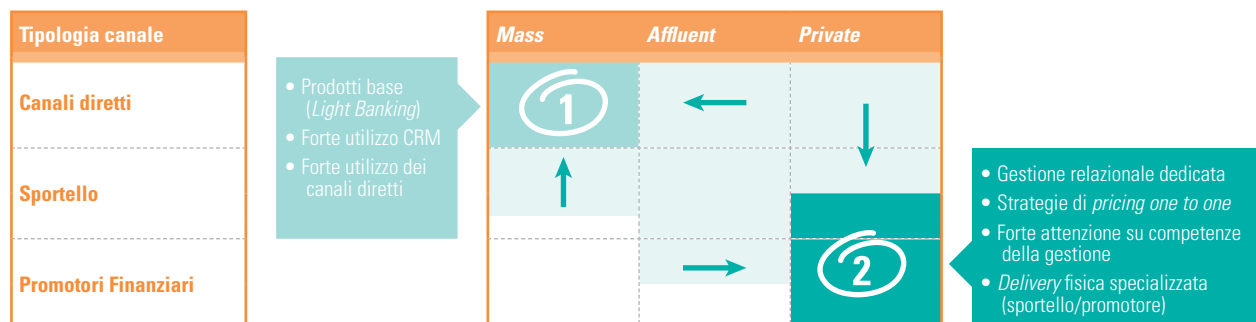 Tipologia canale
Mass
Affluent
Private
Canali diretti
• Prodotti base
(Light Banking)
• Forte utilizzo CRM
• Forte utilizzo dei
canali diretti
1
Sportello
Promotori Finanziari
2
• Gestione relazionale dedicata
• Strategie di pricing one to one
• Forte attenzione su competenze
della gestione
• Delivery fisica specializzata
(sportello/promotore)